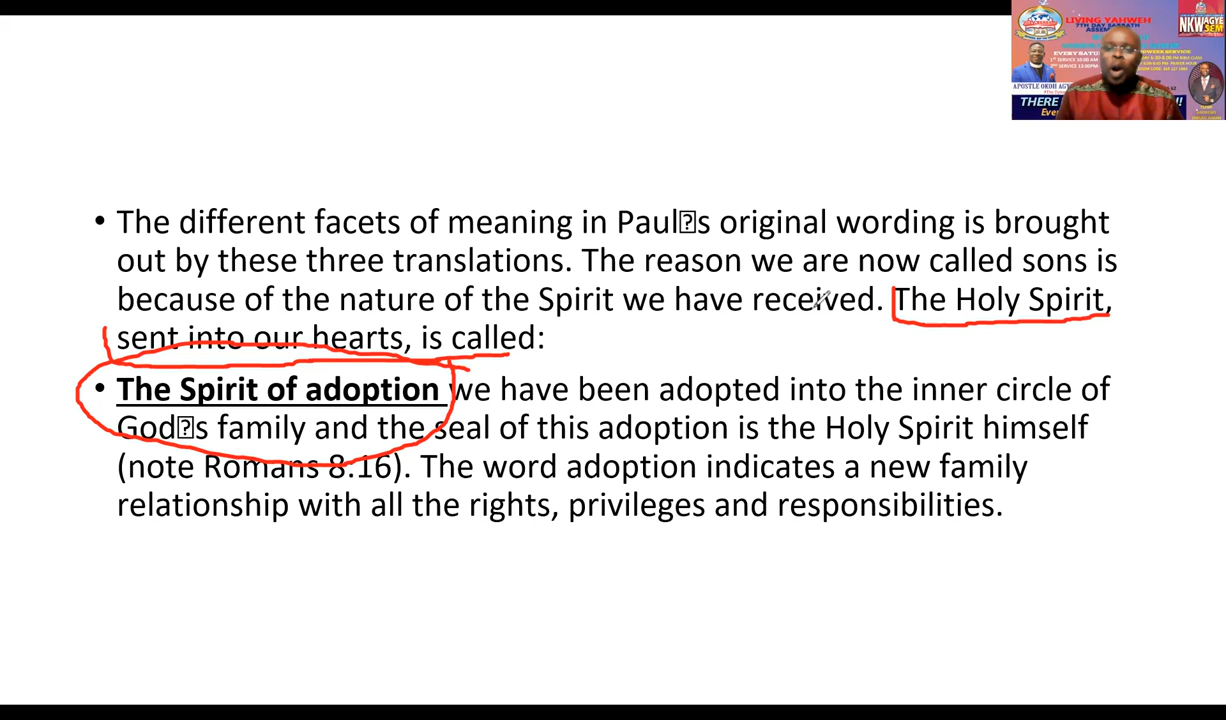 LIVING YAHWEH
7TH DAY SABBATH
NKWAGYE
SEM
• The different facets of meaning in Paul�s original wording is brought
out by these three translations. The reason we are now called sons is
because of the nature of the Spirit we have received. The Holy Spirit,
sent into our hearts, is called:
• The Spirit of adoption we have been adopted into the inner circle of
God�s family and the seal of this adoption is the Holy Spirit himself
(note Romans 8:16). The word adoption indicates a new family
relationship with all the rights, privileges and responsibilities.